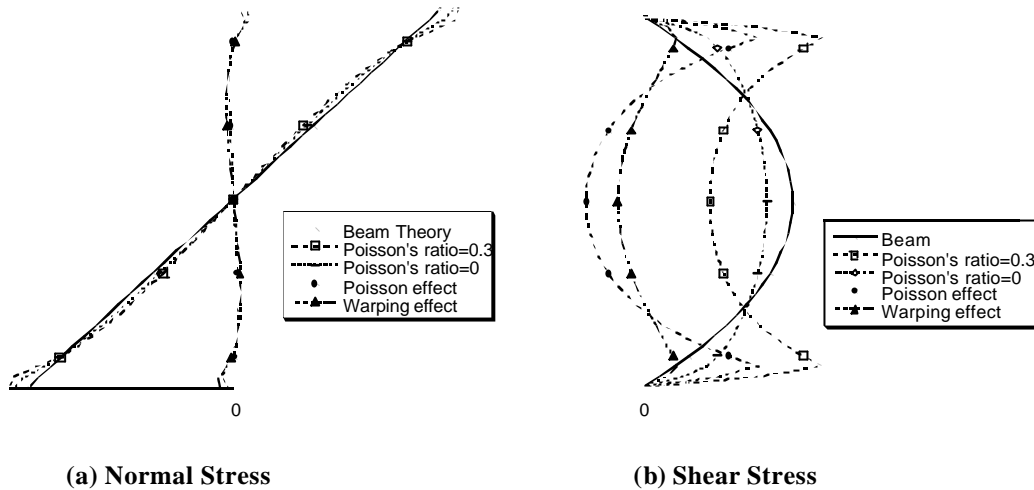 Beam Theory
Poisson's ratio=0.3
Poisson's ratio=0
Poisson effect
Warping effect
0
(a) Normal Stress
Beam
Poisson's ratio=0.3
Poisson's ratio=0
Poisson effect
Warping effect
0
(b) Shear Stress